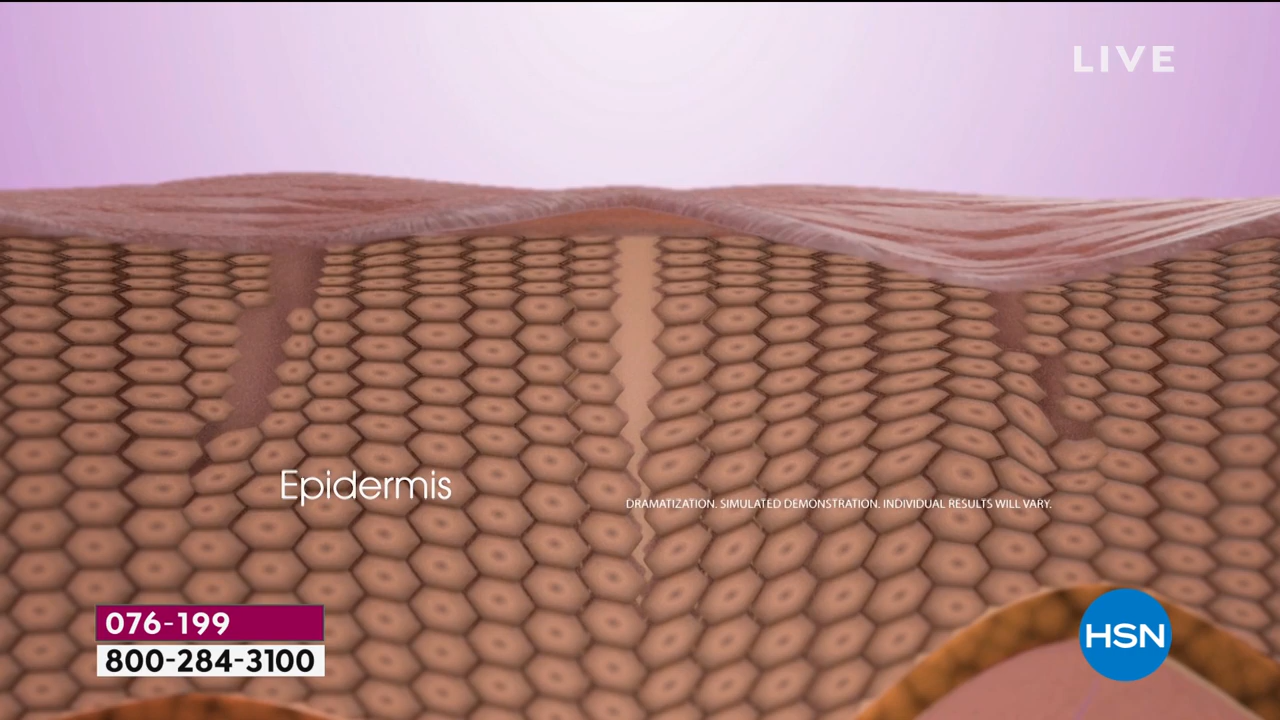 LIVE
Epidermis
DRAMATIZATION. SIMULATED DEMONSTRATION. INDIVIDUAL RESULTS WILL VARY.
076-199
800-284-3100
HSN